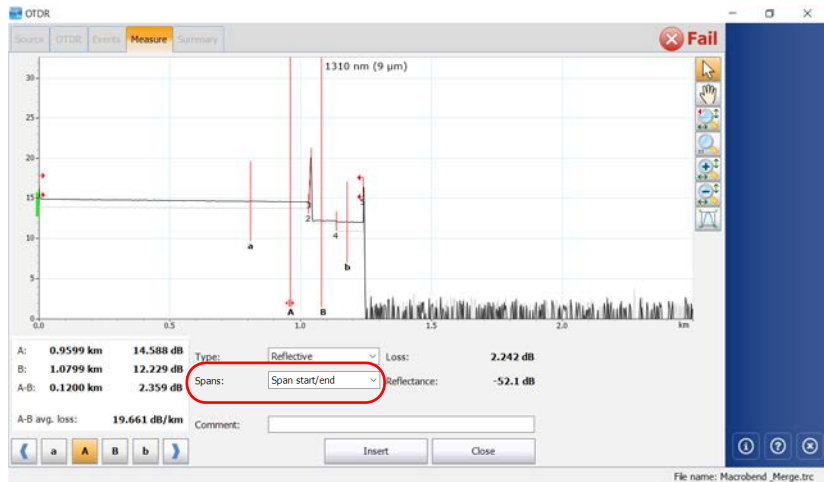 OTDR
Source OTDR Events Measure Summary
Fail
1310 nm (9 µm)
30
25
20
15
10
5
0
2
3
4
a
A
B
b
0.0 0.5 1.0 1.5 2.0 km
A: 0.9599 km 14.588 dB
B: 1.0799 km 12.229 dB
A-B: 0.1200 km 2.359 dB
A-B avg. loss: 19.661 dB/km
Type: Reflective Loss: 2.242 dB
Spans: Span start/end Reflectance: -52.1 dB
Comment:
a A B b
Insert Close
File name: Macrobend _Merge.trc